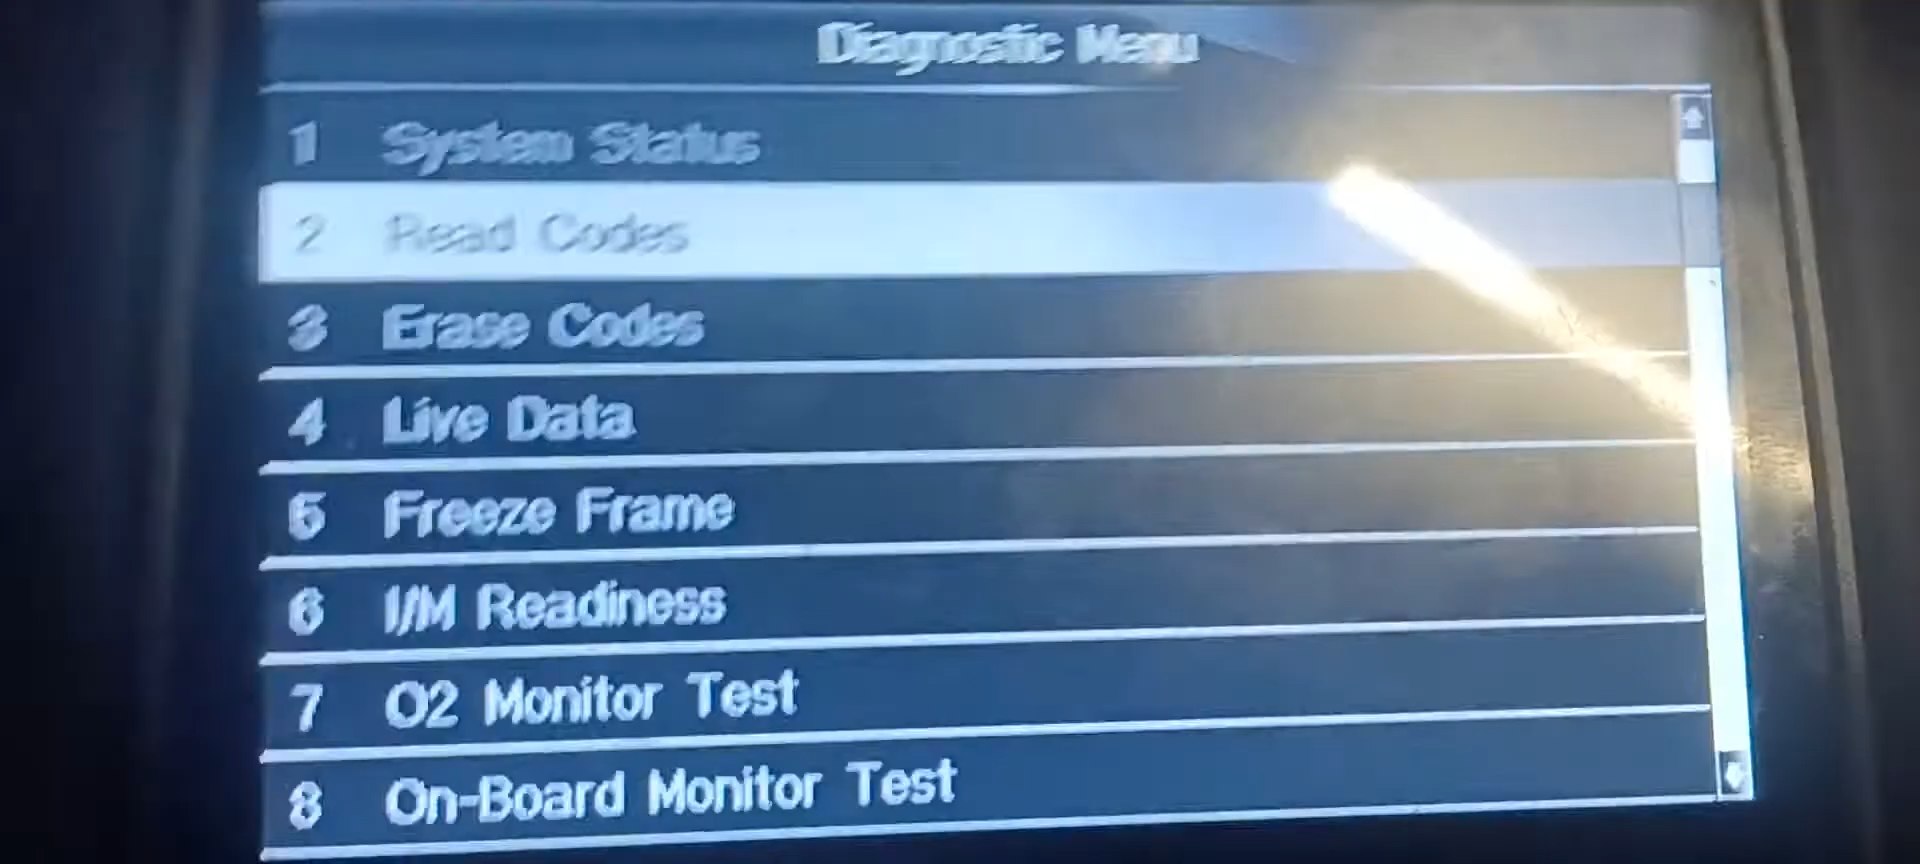 Diagnostic Menu
1 System Status
2 Read Codes
3 Erase Codes
4 Live Data
5 Freeze Frame
6 I/M Readiness
7 O2 Monitor Test
8 On-Board Monitor Test